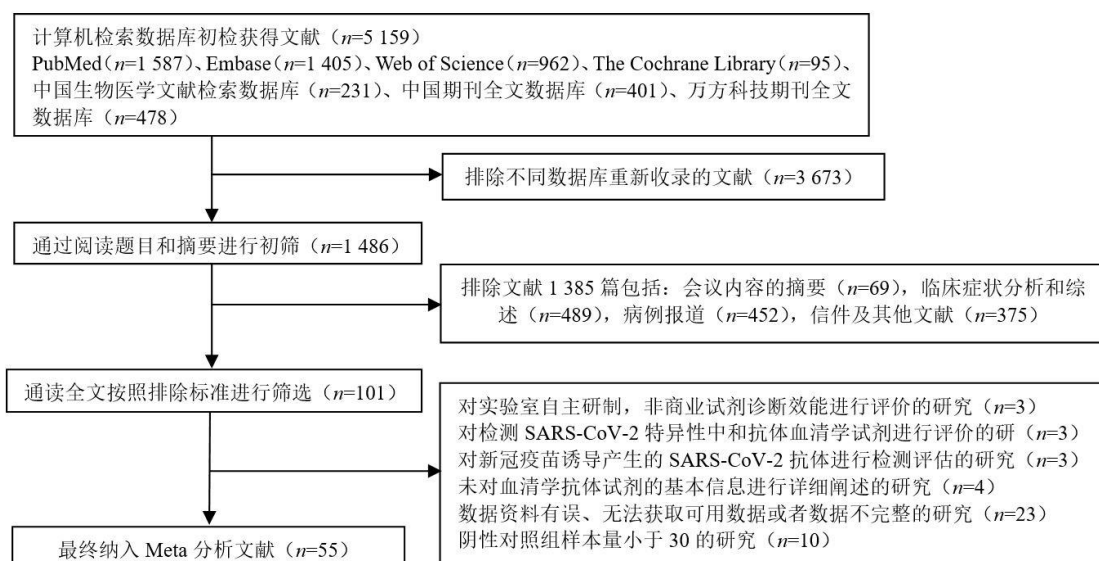 计算机检索数据库初检获得文献（n=5 159）
PubMed（n=1 587）、Embase（n=1 405）、Web of Science（n=962）、The Cochrane Library（n=95）、
中国生物医学文献检索数据库（n=231）、中国期刊全文数据库（n=401）、万方科技期刊全文
数据库（n=478）
排除不同数据库重新收录的文献（n=3 673）
通过阅读题目和摘要进行初筛（n=1 486）
排除文献 1 385 篇包括：会议内容的摘要（n=69），临床症状分析和综
述（n=489），病例报道（n=452），信件及其他文献（n=375）
通读全文按照排除标准进行筛选（n=101）
对实验室自主研制，非商业试剂诊断效能进行评价的研究（n=3）
对检测 SARS-CoV-2 特异性中和抗体血清学试剂进行评价的研（n=3）
对新冠疫苗诱导产生的 SARS-CoV-2 抗体进行检测评估的研究（n=3）
未对血清学抗体试剂的基本信息进行详细阐述的研究（n=4）
数据资料有误、无法获取可用数据或者数据不完整的研究（n=23）
阴性对照组样本量小于 30 的研究（n=10）
最终纳入 Meta 分析文献（n=55）